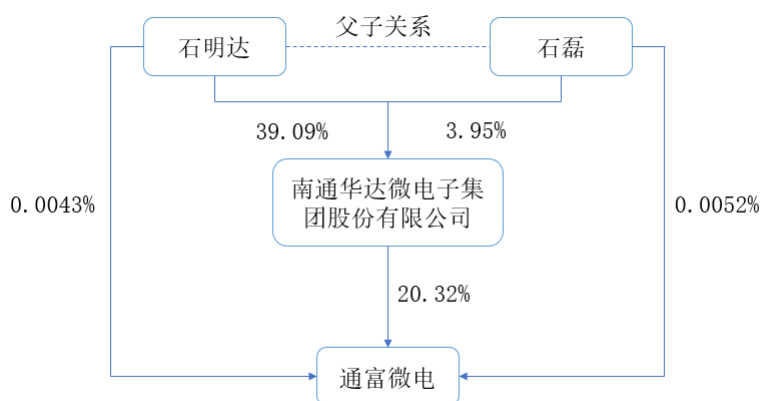 父子关系
石明达
石磊
39.09%
3.95%
南通华达微电子集
团股份有限公司
0.0043%
0.0052%
20.32%
通富微电